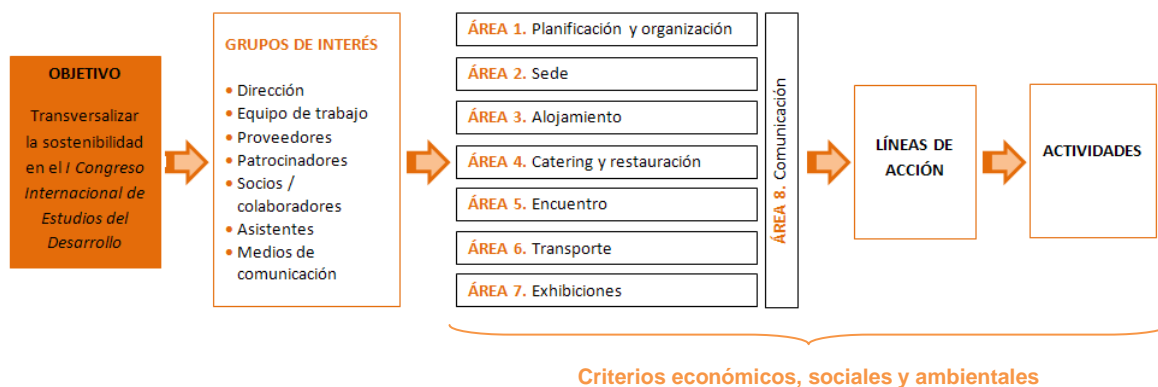 OBJETIVO
Transversalizar
la sostenibilidad
en el I Congreso
Internacional de
Estudios del
Desarrollo
GRUPOS DE INTERÉS
• Dirección
• Equipo de trabajo
• Proveedores
• Patrocinadores
• Socios /
colaboradores
• Asistentes
• Medios de
comunicación
ÁREA 1. Planificación y organización
ÁREA 2. Sede
ÁREA 3. Alojamiento
ÁREA 4. Catering y restauración
ÁREA 5. Encuentro
ÁREA 6. Transporte
ÁREA 7. Exhibiciones
ÁREA 8. Comunicación
LÍNEAS DE
ACCIÓN
ACTIVIDADES
Criterios económicos, sociales y ambientales